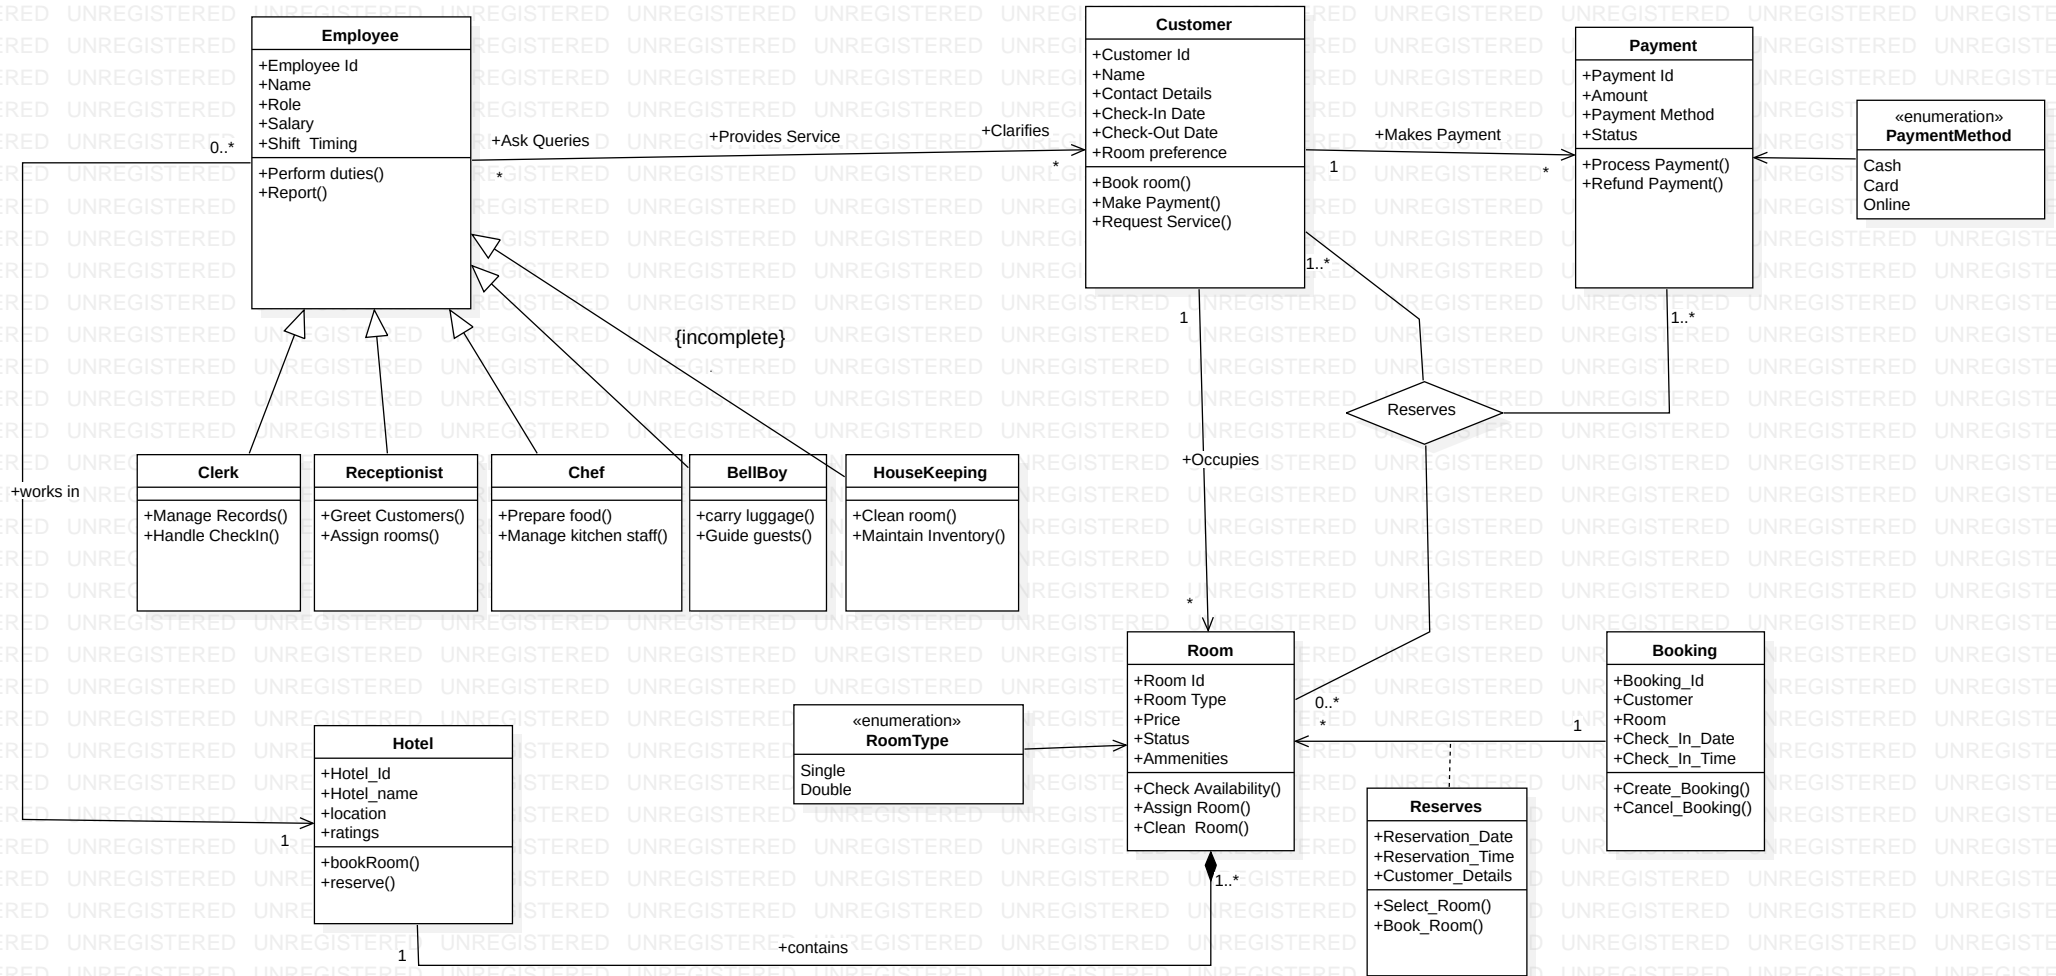 Employee
+Employee Id
+Name
+Role
+Salary
+Shift  Timing
+Perform duties()
+Report()
Customer
+Customer Id
+Name
+Contact Details
+Check-In Date
+Check-Out Date
+Room preference
+Book room()
+Make Payment()
+Request Service()
Payment
+Payment Id
+Amount
+Payment Method
+Status
+Process Payment()
+Refund Payment()
«enumeration»
PaymentMethod
Cash
Card
Online
0..*
+Ask Queries
*
+Provides Service
+Clarifies
*
+Makes Payment
1
*
1..*
1
1..*
{incomplete}
Reserves
+Occupies
*
+works in
Clerk
+Manage Records()
+Handle CheckIn()
Receptionist
+Greet Customers()
+Assign rooms()
Chef
+Prepare food()
+Manage kitchen staff()
BellBoy
+carry luggage()
+Guide guests()
HouseKeeping
+Clean room()
+Maintain Inventory()
Room
+Room Id
+Room Type
+Price
+Status
+Ammenities
+Check Availability()
+Assign Room()
+Clean  Room()
0..*
*
1
Booking
+Booking_Id
+Customer
+Room
+Check_In_Date
+Check_In_Time
+Create_Booking()
+Cancel_Booking()
«enumeration»
RoomType
Single
Double
Hotel
+Hotel_Id
+Hotel_name
+location
+ratings
+bookRoom()
+reserve()
1
Reserves
+Reservation_Date
+Reservation_Time
+Customer_Details
+Select_Room()
+Book_Room()
1..*
1
+contains
UNREGISTERED